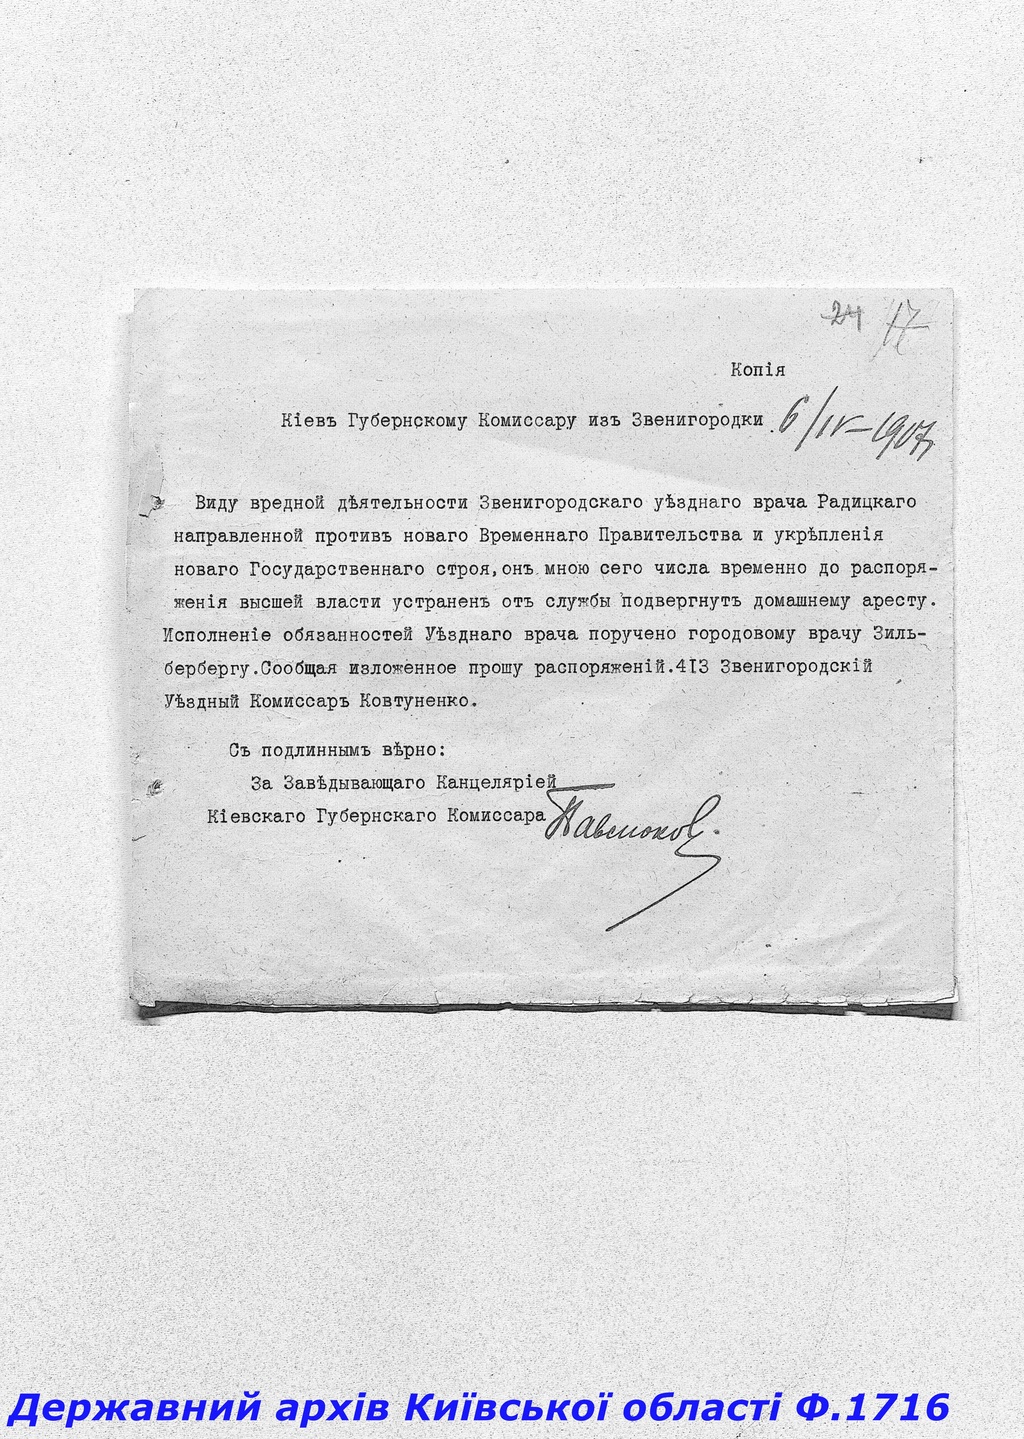 24 17
Копія
Кіевъ Губернскому Комиссару изъ Звенигородки 6/IV-1917
Виду вредной дѣятельности Звенигородскаго уѣзднаго врача Радицкаго
направленной противъ новаго Временнаго Правительства и укрѣпленія
новаго Государственнаго строя,онъ мною сего числа временно до распоря-
женія высшей власти устраненъ отъ службы подвергнутъ домашнему аресту.
Исполненіе обязанностей Уѣзднаго врача поручено городовому врачу Зиль-
бербергу.Сообщая изложенное прошу распоряженій.413 Звенигородскій
Уѣздный Комиссаръ Ковтуненко.
Съ подлиннымъ вѣрно:
За Завѣдывающаго Канцеляріей
Кіевскаго Губернскаго Комиссара
Державний архів Київської області Ф.1716